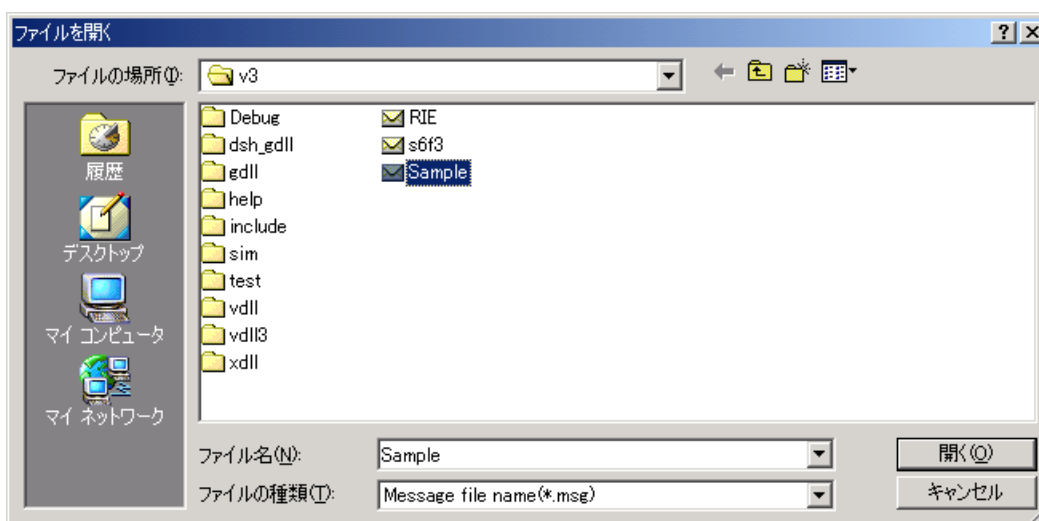 ファイルを開く
ファイルの場所(I):
v3
履歴
デスクトップ
マイ コンピュータ
マイ ネットワーク
Debug
dsh_gdll
gdll
help
include
sim
test
vdll
vdll3
xdll
RIE
s6f3
Sample
ファイル名(N):
Sample
開く(O)
ファイルの種類(T):
Message file name(*.msg)
キャンセル